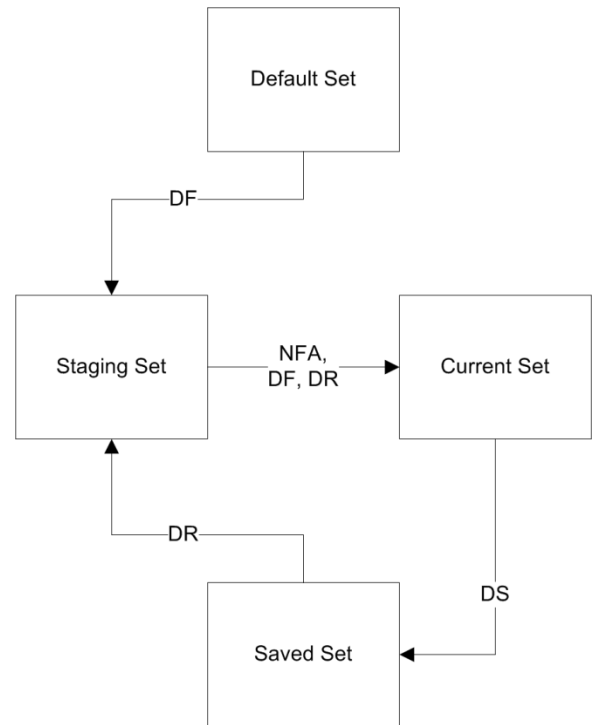 Default Set
DF
Staging Set
NFA,
DF, DR
Current Set
DR
DS
Saved Set